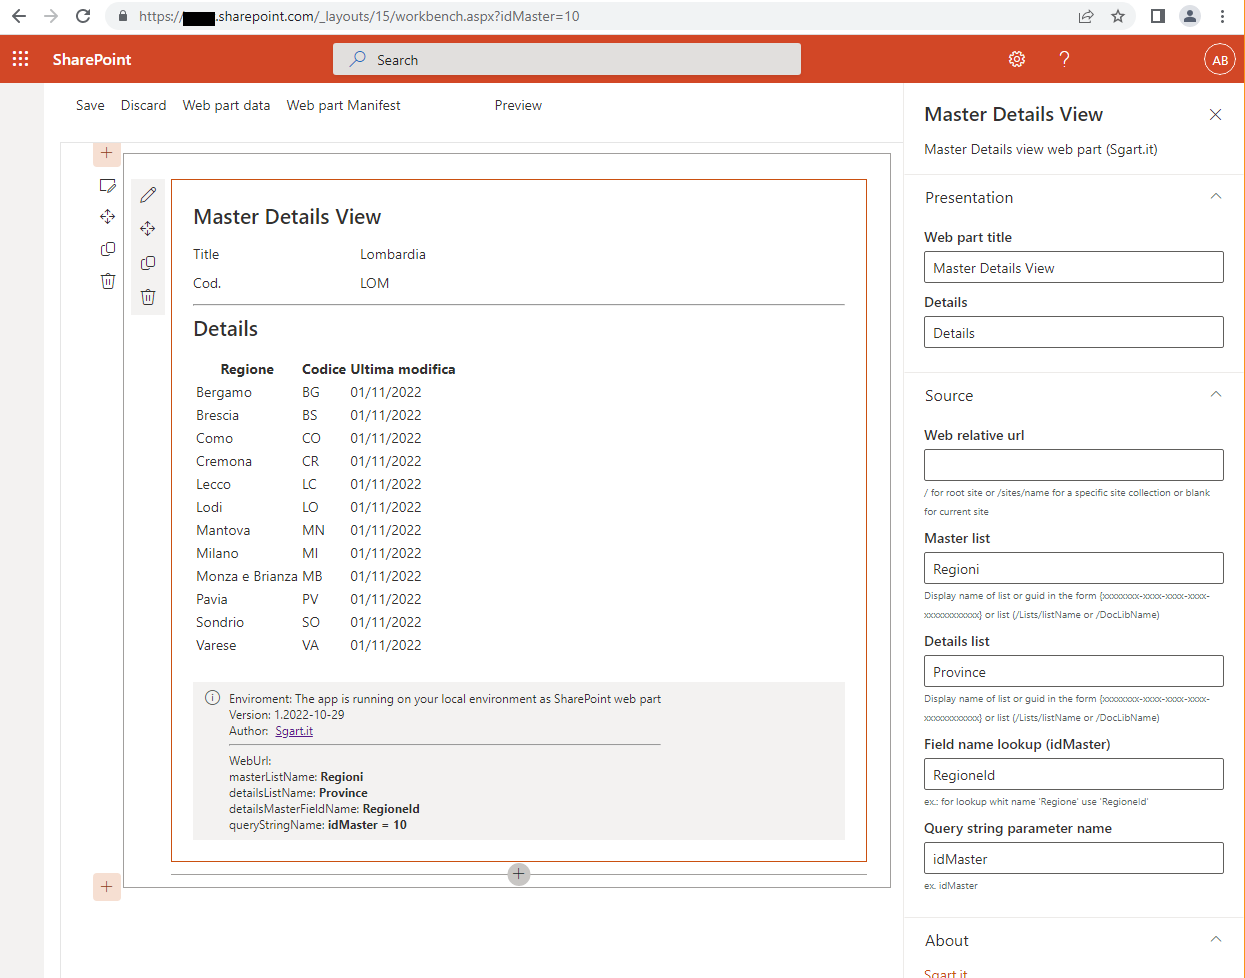 https:// .sharepoint.com/_layouts/15/workbench.aspx?idMaster=10
SharePoint
Search
AB
Save Discard Web part data Web part Manifest Preview
Master Details View
Title Lombardia
Cod. LOM
Details
Regione Codice Ultima modifica
Bergamo BG 01/11/2022
Brescia BS 01/11/2022
Como CO 01/11/2022
Cremona CR 01/11/2022
Lecco LC 01/11/2022
Lodi LO 01/11/2022
Mantova MN 01/11/2022
Milano MI 01/11/2022
Monza e Brianza MB 01/11/2022
Pavia PV 01/11/2022
Sondrio SO 01/11/2022
Varese VA 01/11/2022
Enviroment: The app is running on your local environment as SharePoint web part
Version: 1.2022-10-29
Author: Sgart.it
WebUrl:
masterListName: Regioni
detailsListName: Province
detailsMasterFieldName: RegioneId
queryStringName: idMaster = 10
Master Details View
Master Details view web part (Sgart.it)
Presentation
Web part title
Master Details View
Details
Details
Source
Web relative url
/ for root site or /sites/name for a specific site collection or blank
for current site
Master list
Regioni
Display name of list or guid in the form {xxxxxxxx-xxxx-xxxx-xxxx-
xxxxxxxxxxxx} or list (/Lists/listName or /DocLibName)
Details list
Province
Display name of list or guid in the form {xxxxxxxx-xxxx-xxxx-xxxx-
xxxxxxxxxxxx} or list (/Lists/listName or /DocLibName)
Field name lookup (idMaster)
RegioneId
ex.: for lookup whit name 'Regione' use 'RegioneId'
Query string parameter name
idMaster
ex. idMaster
About
Sgart.it